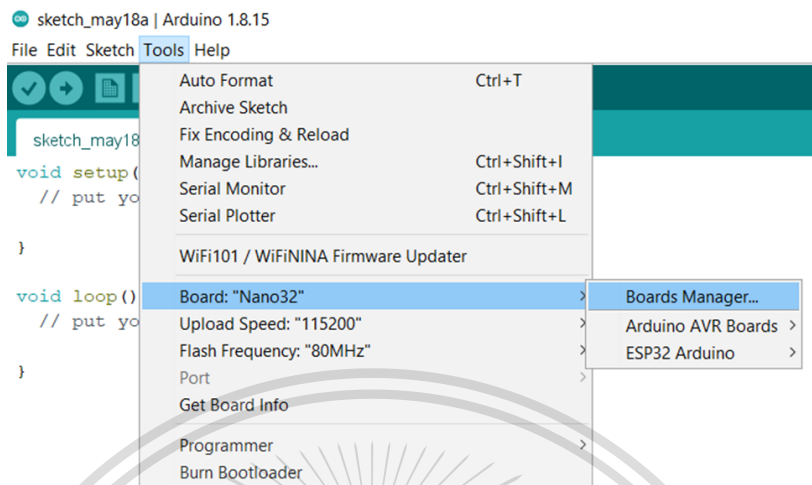 sketch_may18a | Arduino 1.8.15
File Edit Sketch Tools Help
sketch_may18
void setup(
// put yo
}
void loop()
// put yo
}
Auto Format Ctrl+T
Archive Sketch
Fix Encoding & Reload
Manage Libraries... Ctrl+Shift+I
Serial Monitor Ctrl+Shift+M
Serial Plotter Ctrl+Shift+L
WiFi101 / WiFiNINA Firmware Updater
Board: "Nano32"
Upload Speed: "115200"
Flash Frequency: "80MHz"
Port
Get Board Info
Programmer
Burn Bootloader
Boards Manager...
Arduino AVR Boards
ESP32 Arduino